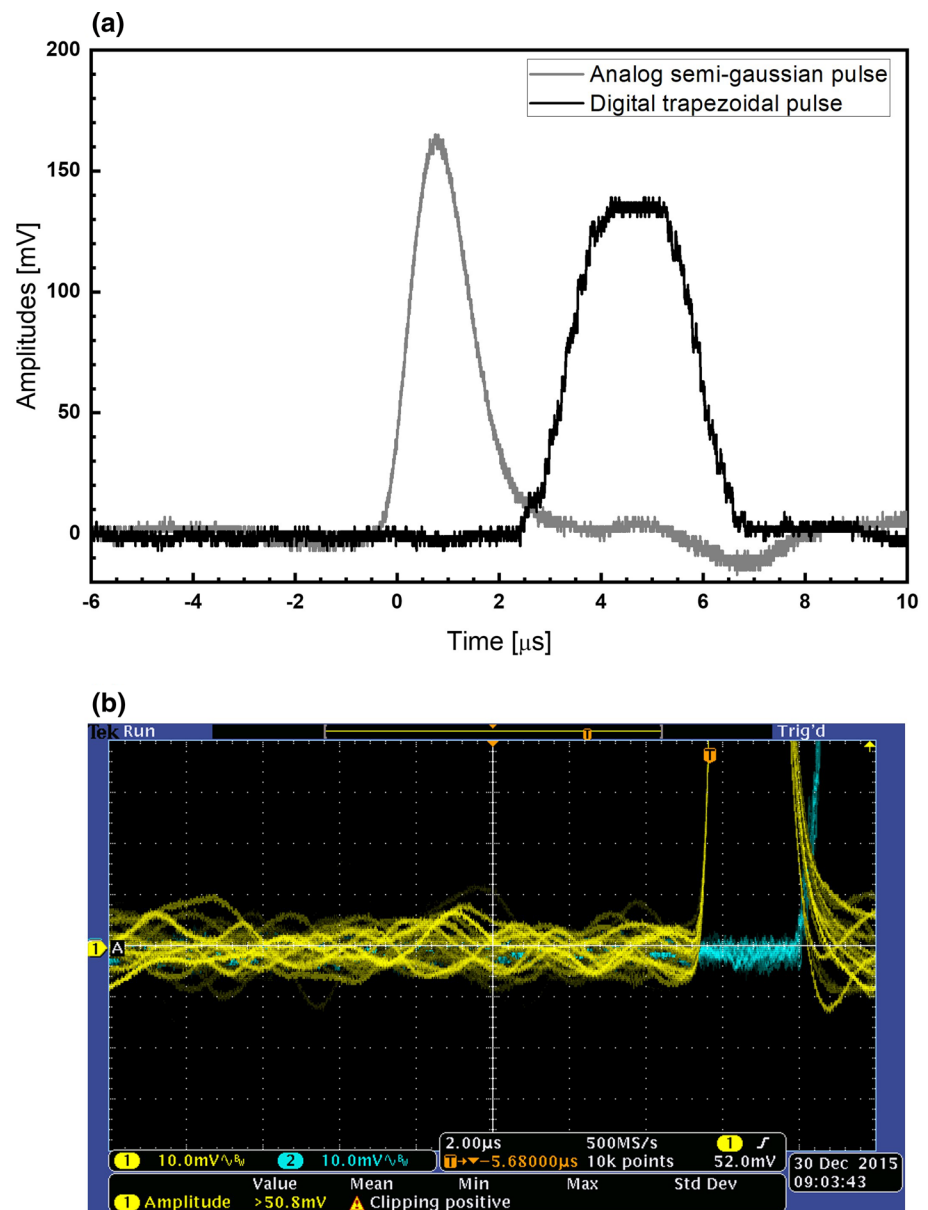 (a)
200
150
100
50
0
Amplitudes [mV]
Analog semi-gaussian pulse
Digital trapezoidal pulse
-6 -4 -2 0 2 4 6 8 10
Time [μs]
(b)
Tek Run Trig'd
T
T
1 A
1 10.0mV 2 10.0mV
2.00μs 500MS/s 1
T→▼-5.68000μs 10k points 52.0mV
Value Mean Min Max Std Dev
1 Amplitude >50.8mV Clipping positive
30 Dec 2015
09:03:43